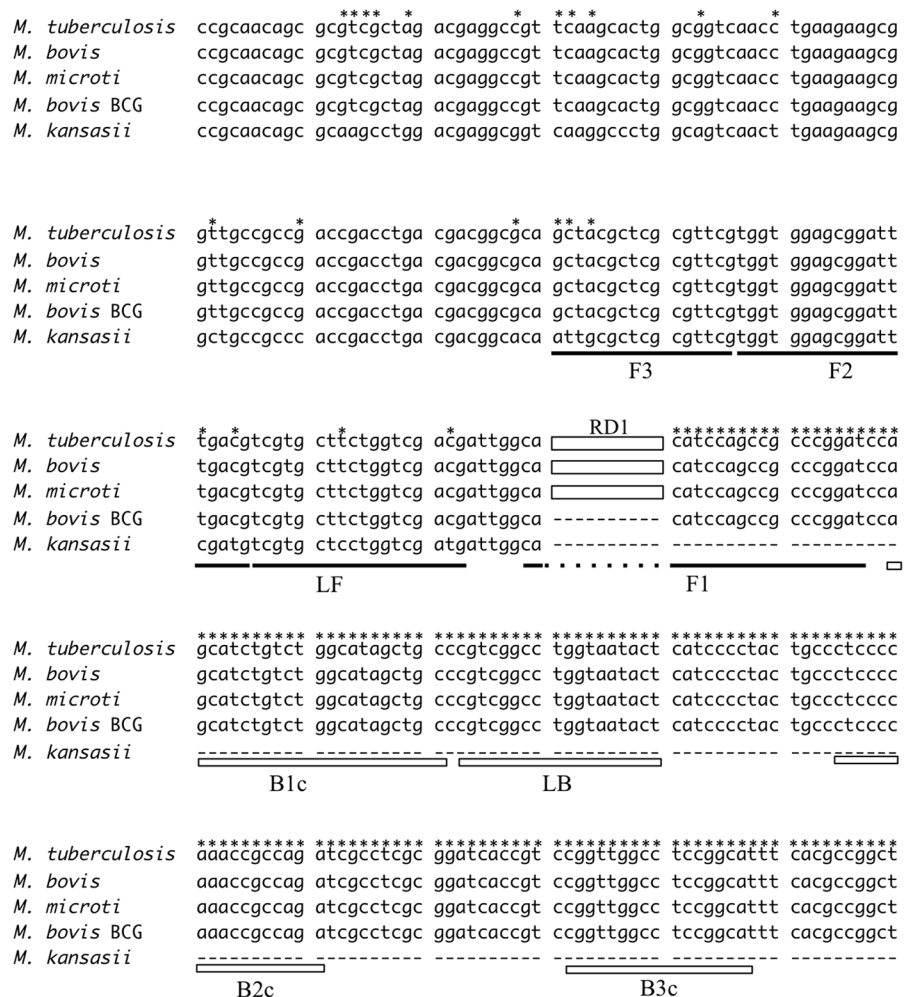 **** * * ** * * *
M. tuberculosis ccgcaacagc gcgtcgctag acgaggccgt tcaagcactg gcggtcaacc tgaagaagcg
M. bovis ccgcaacagc gcgtcgctag acgaggccgt tcaagcactg gcggtcaacc tgaagaagcg
M. microti ccgcaacagc gcgtcgctag acgaggccgt tcaagcactg gcggtcaacc tgaagaagcg
M. bovis BCG ccgcaacagc gcgtcgctag acgaggccgt tcaagcactg gcggtcaacc tgaagaagcg
M. kansasii ccgcaacagc gcaagcctgg acgaggcggt caaggccctg gcagtcaact tgaagaagcg
* * * ** *
M. tuberculosis gttgccgccg accgacctga cgacggcgca gctacgctcg cgttcgtggt ggagcggatt
M. bovis gttgccgccg accgacctga cgacggcgca gctacgctcg cgttcgtggt ggagcggatt
M. microti gttgccgccg accgacctga cgacggcgca gctacgctcg cgttcgtggt ggagcggatt
M. bovis BCG gttgccgccg acgacctga cgacggcgca gctacgctcg cgttcgtggt ggagcggatt
M. kansasii gctgccgccc accgacctga cgacggcaca attgcgctcg cgttcgtggt ggagcggatt
F3 F2
* * * * RD1 ********** **********
M. tuberculosis tgacgtcgtg cttctggtcg acgattggca catccagccg cccggatcca
M. bovis tgacgtcgtg cttctggtcg acgattggca catccagccg cccggatcca
M. microti tgacgtcgtg cttctggtcg acgattggca catccagccg cccggatcca
M. bovis BCG tgacgtcgtg cttctggtcg acgattggca ---------- catccagccg cccggatcca
M. kansasii cgatgtcgtg ctcctggtcg atgattggca ---------- ---------- ----------
LF F1
********** ********** ********** ********** ********** **********
M. tuberculosis gcatctgtct ggcatagctg cccgtcggcc tggtaatact catcccctac tgccctcccc
M. bovis gcatctgtct ggcatagctg cccgtcggcc tggtaatact catcccctac tgccctcccc
M. microti gcatctgtct ggcatagctg cccgtcggcc tggtaatact catcccctac tgccctcccc
M. bovis BCG gcatctgtct ggcatagctg cccgtcggcc tggtaatact catcccctac tgccctcccc
M. kansasii ---------- ---------- ---------- ---------- ---------- ----------
B1c LB
********** ********** ********** ********** ********** **********
M. tuberculosis aaaccgccag atcgcctcgc ggatcaccgt ccggttggcc tccggcattt cacgccggct
M. bovis aaaccgccag atcgcctcgc ggatcaccgt ccggttggcc tccggcattt cacgccggct
M. microti aaaccgccag atcgcctcgc ggatcaccgt ccggttggcc tccggcattt cacgccggct
M. bovis BCG aaaccgccag atcgcctcgc ggatcaccgt ccggttggcc tccggcattt cacgccggct
M. kansasii ---------- ---------- ---------- ---------- ---------- ----------
B2c B3c